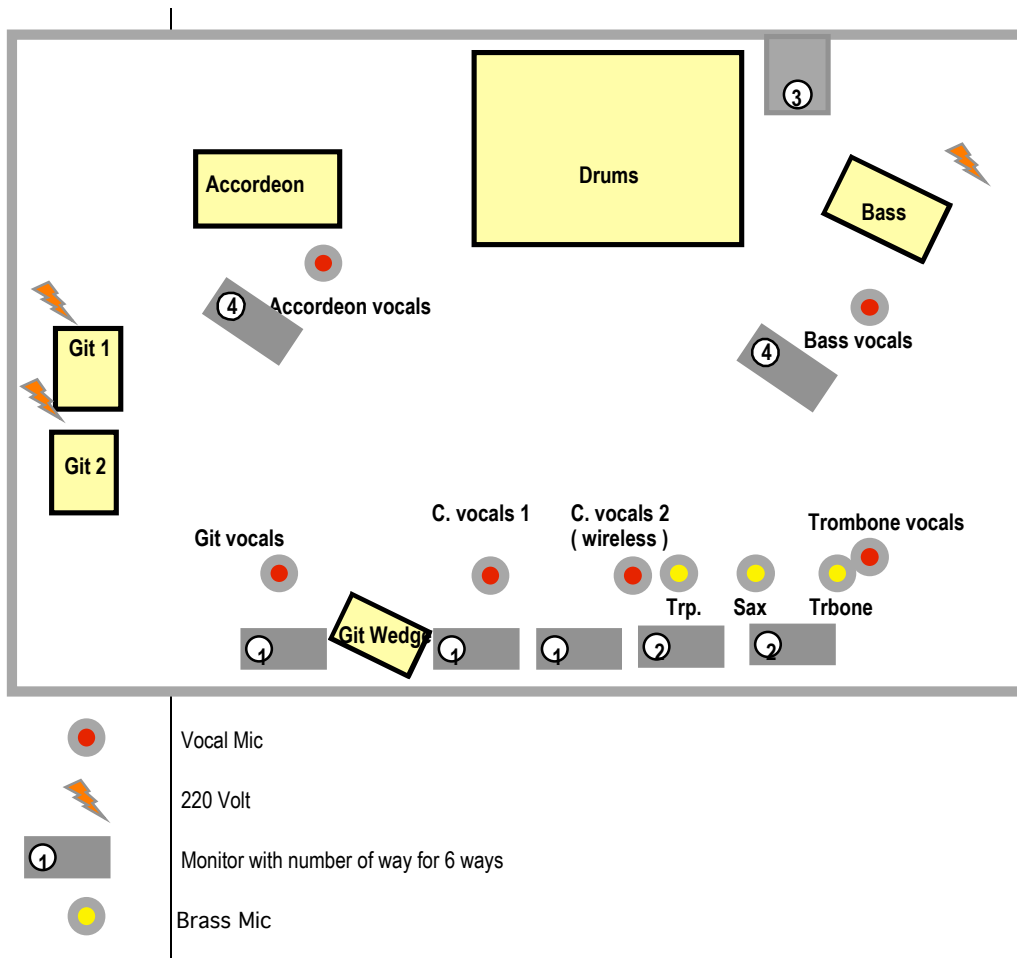 3
Accordeon
Drums
Bass
4
Accordeon vocals
Bass vocals
4
Git 1
Git 2
C. vocals 1
C. vocals 2
( wireless )
Trombone vocals
Git vocals
Trp.
Sax
Trbone
1
Git Wedge
1
1
2
2
Vocal Mic
220 Volt
1
Monitor with number of way for 6 ways
Brass Mic